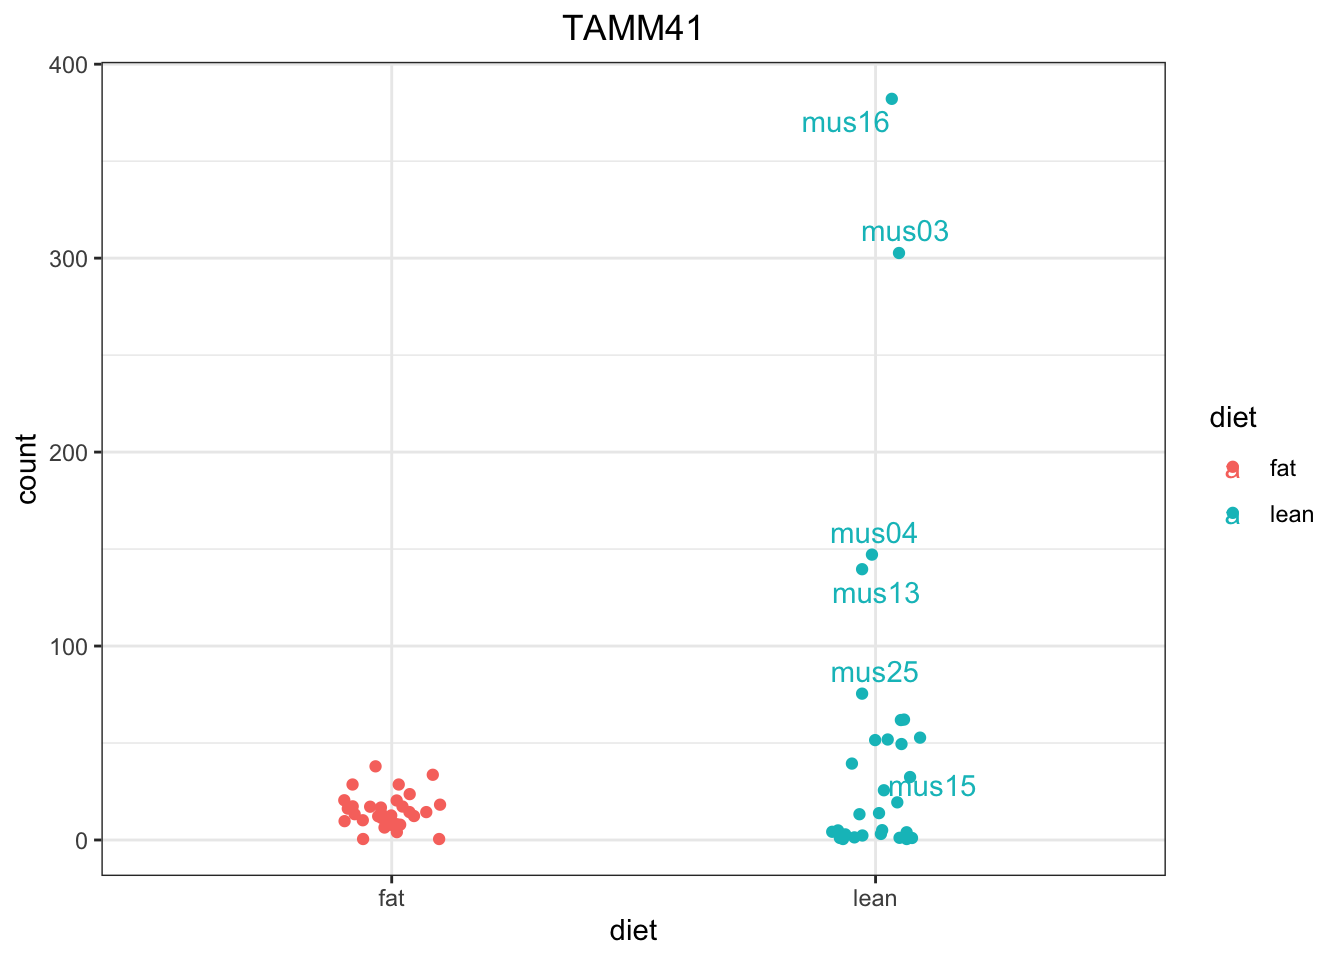 TAMM41
400
300
200
100
0
count
mus16
mus03
mus04
mus13
mus25
mus15
fat
lean
diet
diet
a fat
a lean